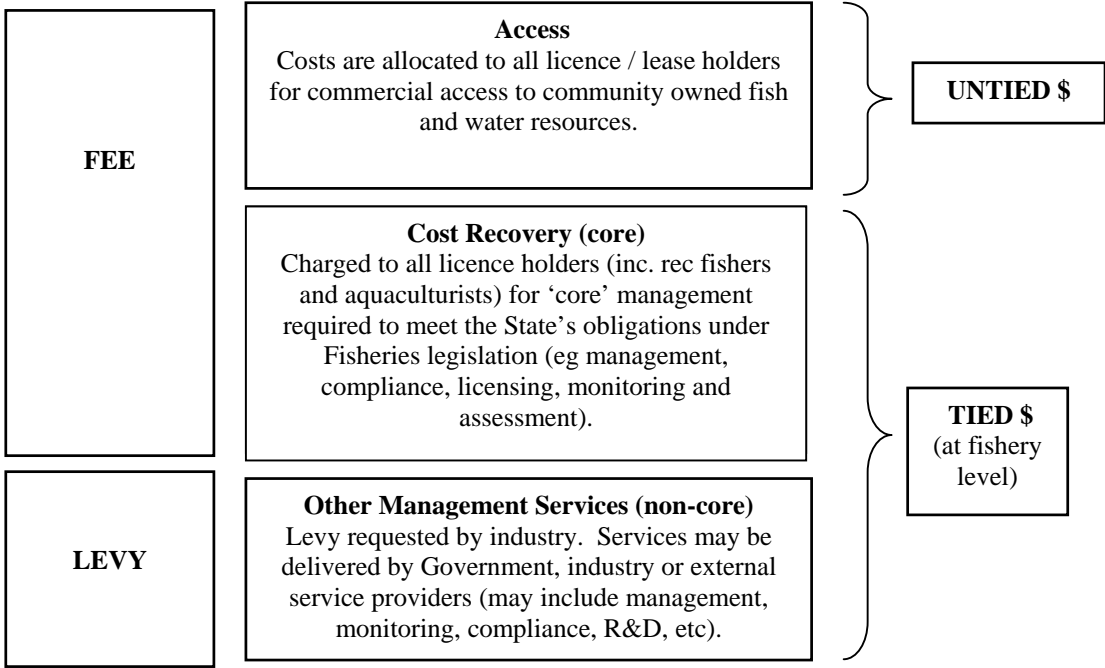 FEE
Access
Costs are allocated to all licence / lease holders
for commercial access to community owned fish
and water resources.
UNTIED $
Cost Recovery (core)
Charged to all licence holders (inc. rec fishers
and aquaculturists) for ‘core’ management
required to meet the State’s obligations under
Fisheries legislation (eg management,
compliance, licensing, monitoring and
assessment).
TIED $
(at fishery
level)
LEVY
Other Management Services (non-core)
Levy requested by industry.  Services may be
delivered by Government, industry or external
service providers (may include management,
monitoring, compliance, R&D, etc).